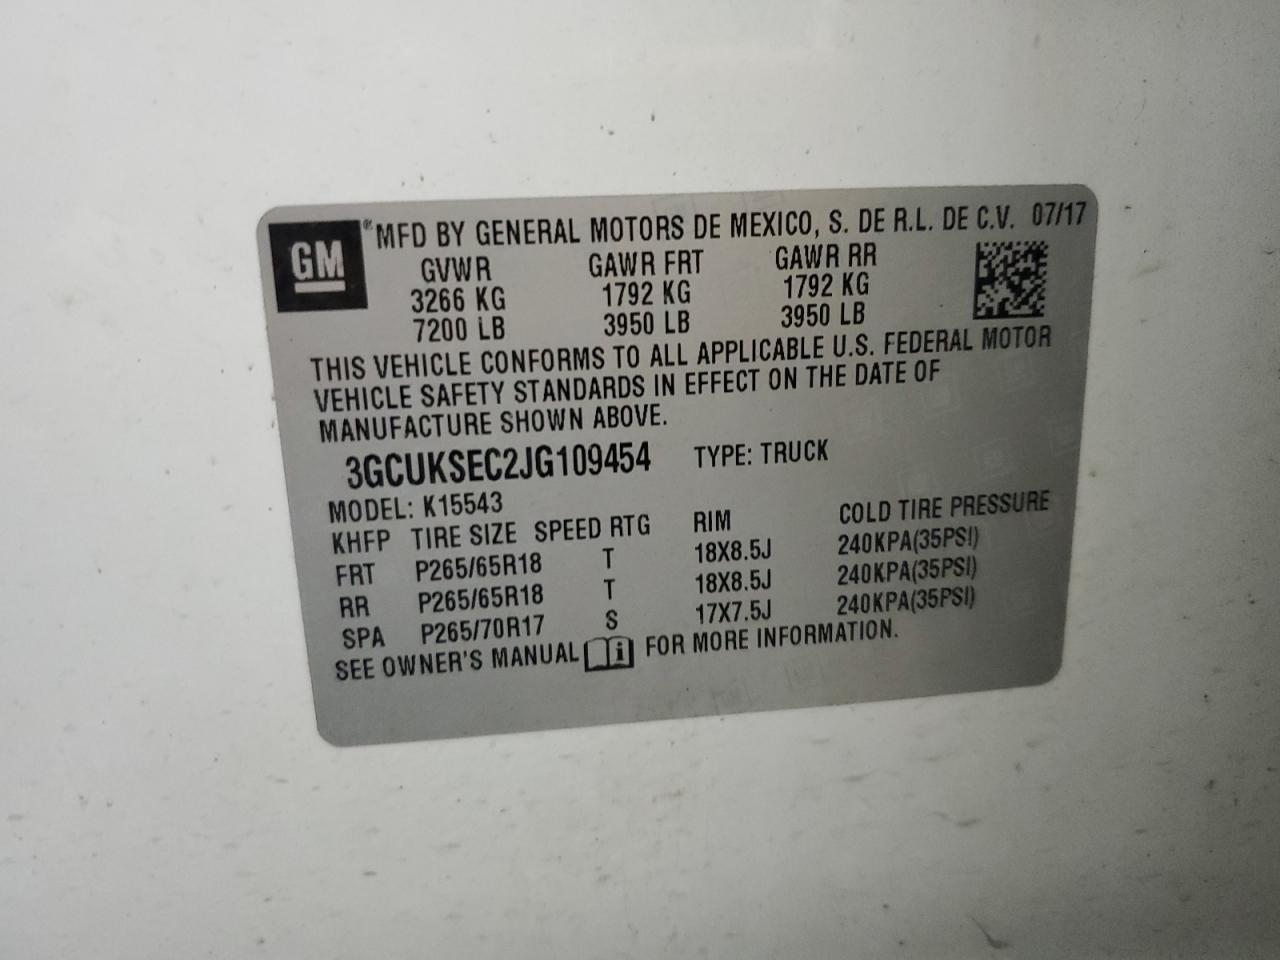 GM
® MFD BY GENERAL MOTORS DE MEXICO, S. DE R.L. DE C.V. 07/17
GVWR GAWR FRT GAWR RR
3266 KG 1792 KG 1792 KG
7200 LB 3950 LB 3950 LB
THIS VEHICLE CONFORMS TO ALL APPLICABLE U.S. FEDERAL MOTOR
VEHICLE SAFETY STANDARDS IN EFFECT ON THE DATE OF
MANUFACTURE SHOWN ABOVE.
3GCUKSEC2JG109454 TYPE: TRUCK
MODEL: K15543
KHFP TIRE SIZE SPEED RTG RIM COLD TIRE PRESSURE
FRT P265/65R18 T 18X8.5J 240KPA(35PSI)
RR P265/65R18 T 18X8.5J 240KPA(35PSI)
SPA P265/70R17 S 17X7.5J 240KPA(35PSI)
SEE OWNER'S MANUAL i FOR MORE INFORMATION.